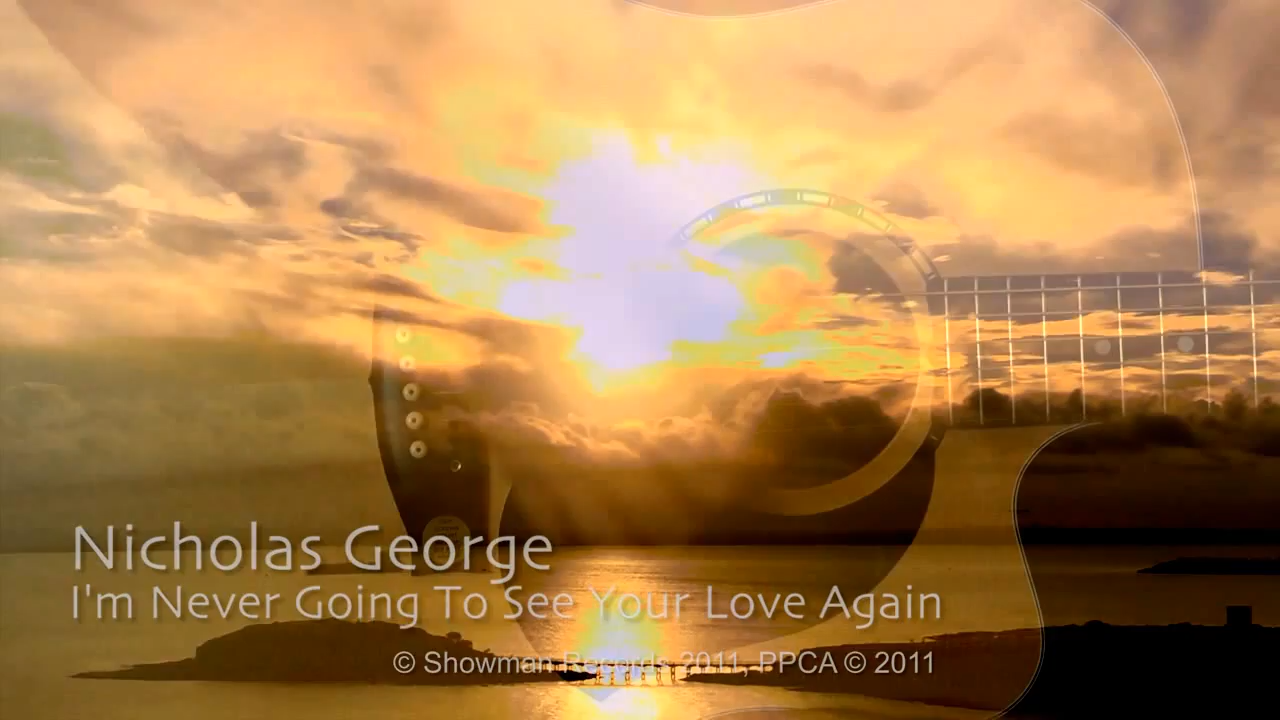 Nicholas George
I'm Never Going To See Your Love Again
© Showman Records 2011, PPCA © 2011